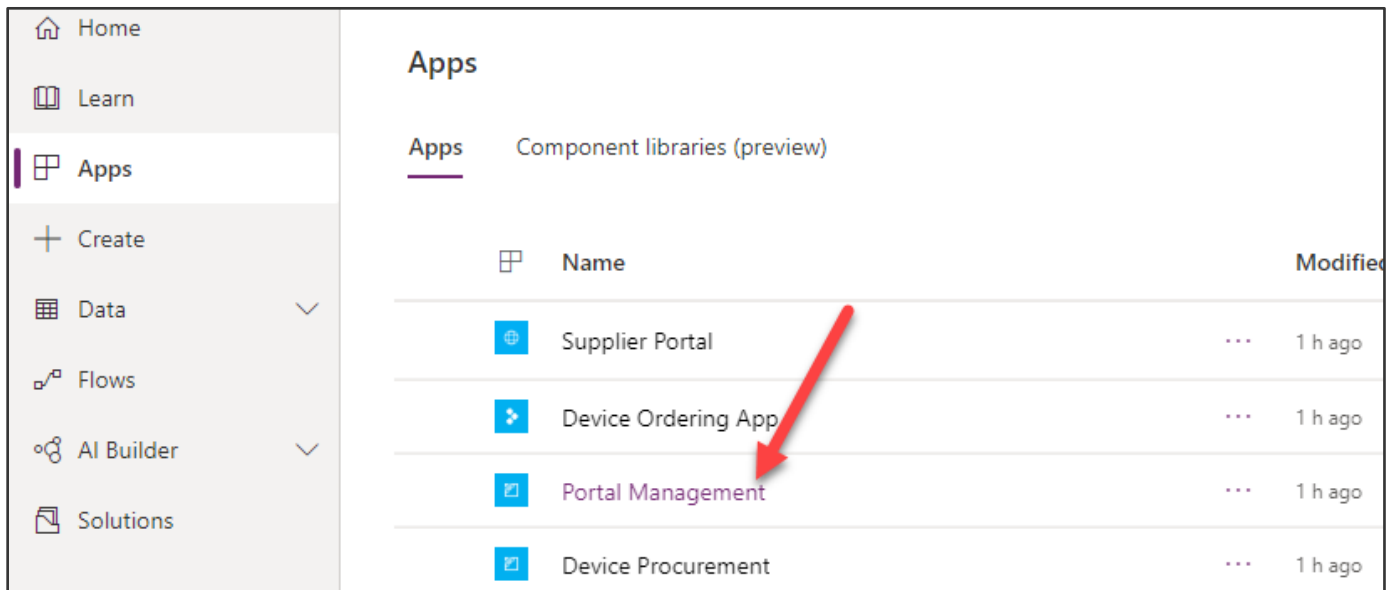 Home
Learn
Apps
Create
Data
Flows
AI Builder
Solutions
Apps
Apps Component libraries (preview)
Name Modified
Supplier Portal ... 1 h ago
Device Ordering App ... 1 h ago
Portal Management ... 1 h ago
Device Procurement ... 1 h ago